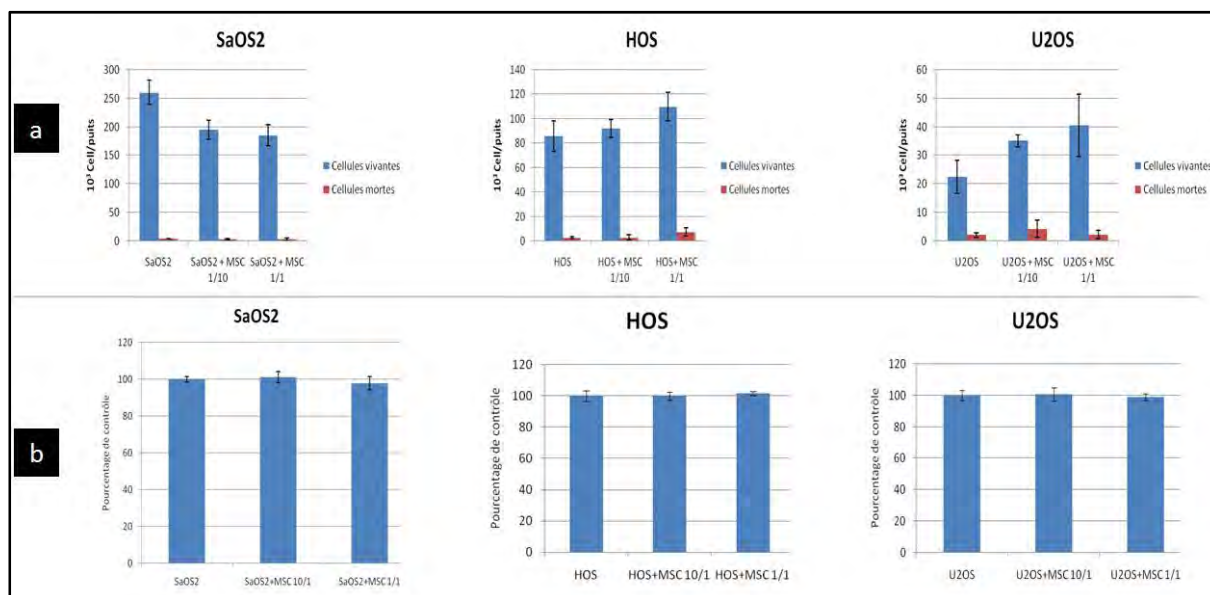 a
SaOS2
10³ Cell/puits
300
250
200
150
100
50
0
SaOS2
SaOS2 + MSC 1/10
SaOS2 + MSC 1/1
Cellules vivantes
Cellules mortes
HOS
10³ Cell/puits
140
120
100
80
60
40
20
0
HOS
HOS + MSC 1/10
HOS + MSC 1/1
Cellules vivantes
Cellules mortes
U2OS
10³ Cell/puits
60
50
40
30
20
10
0
U2OS
U2OS + MSC 1/10
U2OS + MSC 1/1
Cellules vivantes
Cellules mortes
b
SaOS2
Pourcentage de contrôle
120
100
80
60
40
20
0
SaOS2
SaOS2+MSC 10/1
SaOS2+MSC 1/1
HOS
Pourcentage de contrôle
120
100
80
60
40
20
0
HOS
HOS+MSC 10/1
HOS+MSC 1/1
U2OS
Pourcentage de contrôle
120
100
80
60
40
20
0
U2OS
U2OS+MSC 10/1
U2OS+MSC 1/1